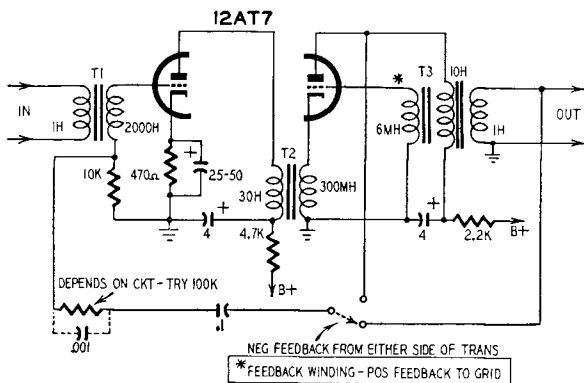 12AT7
T1
IN
1H
2000H
10K
470Ω
+
25-50
4
+
T2
30H
300MH
4.7K
B+
*
T3
6MH
10H
1H
OUT
4
+
2.2K
B+
DEPENDS ON CKT-TRY 100K
.001
.1
NEG FEEDBACK FROM EITHER SIDE OF TRANS
*FEEDBACK WINDING-POS FEEDBACK TO GRID